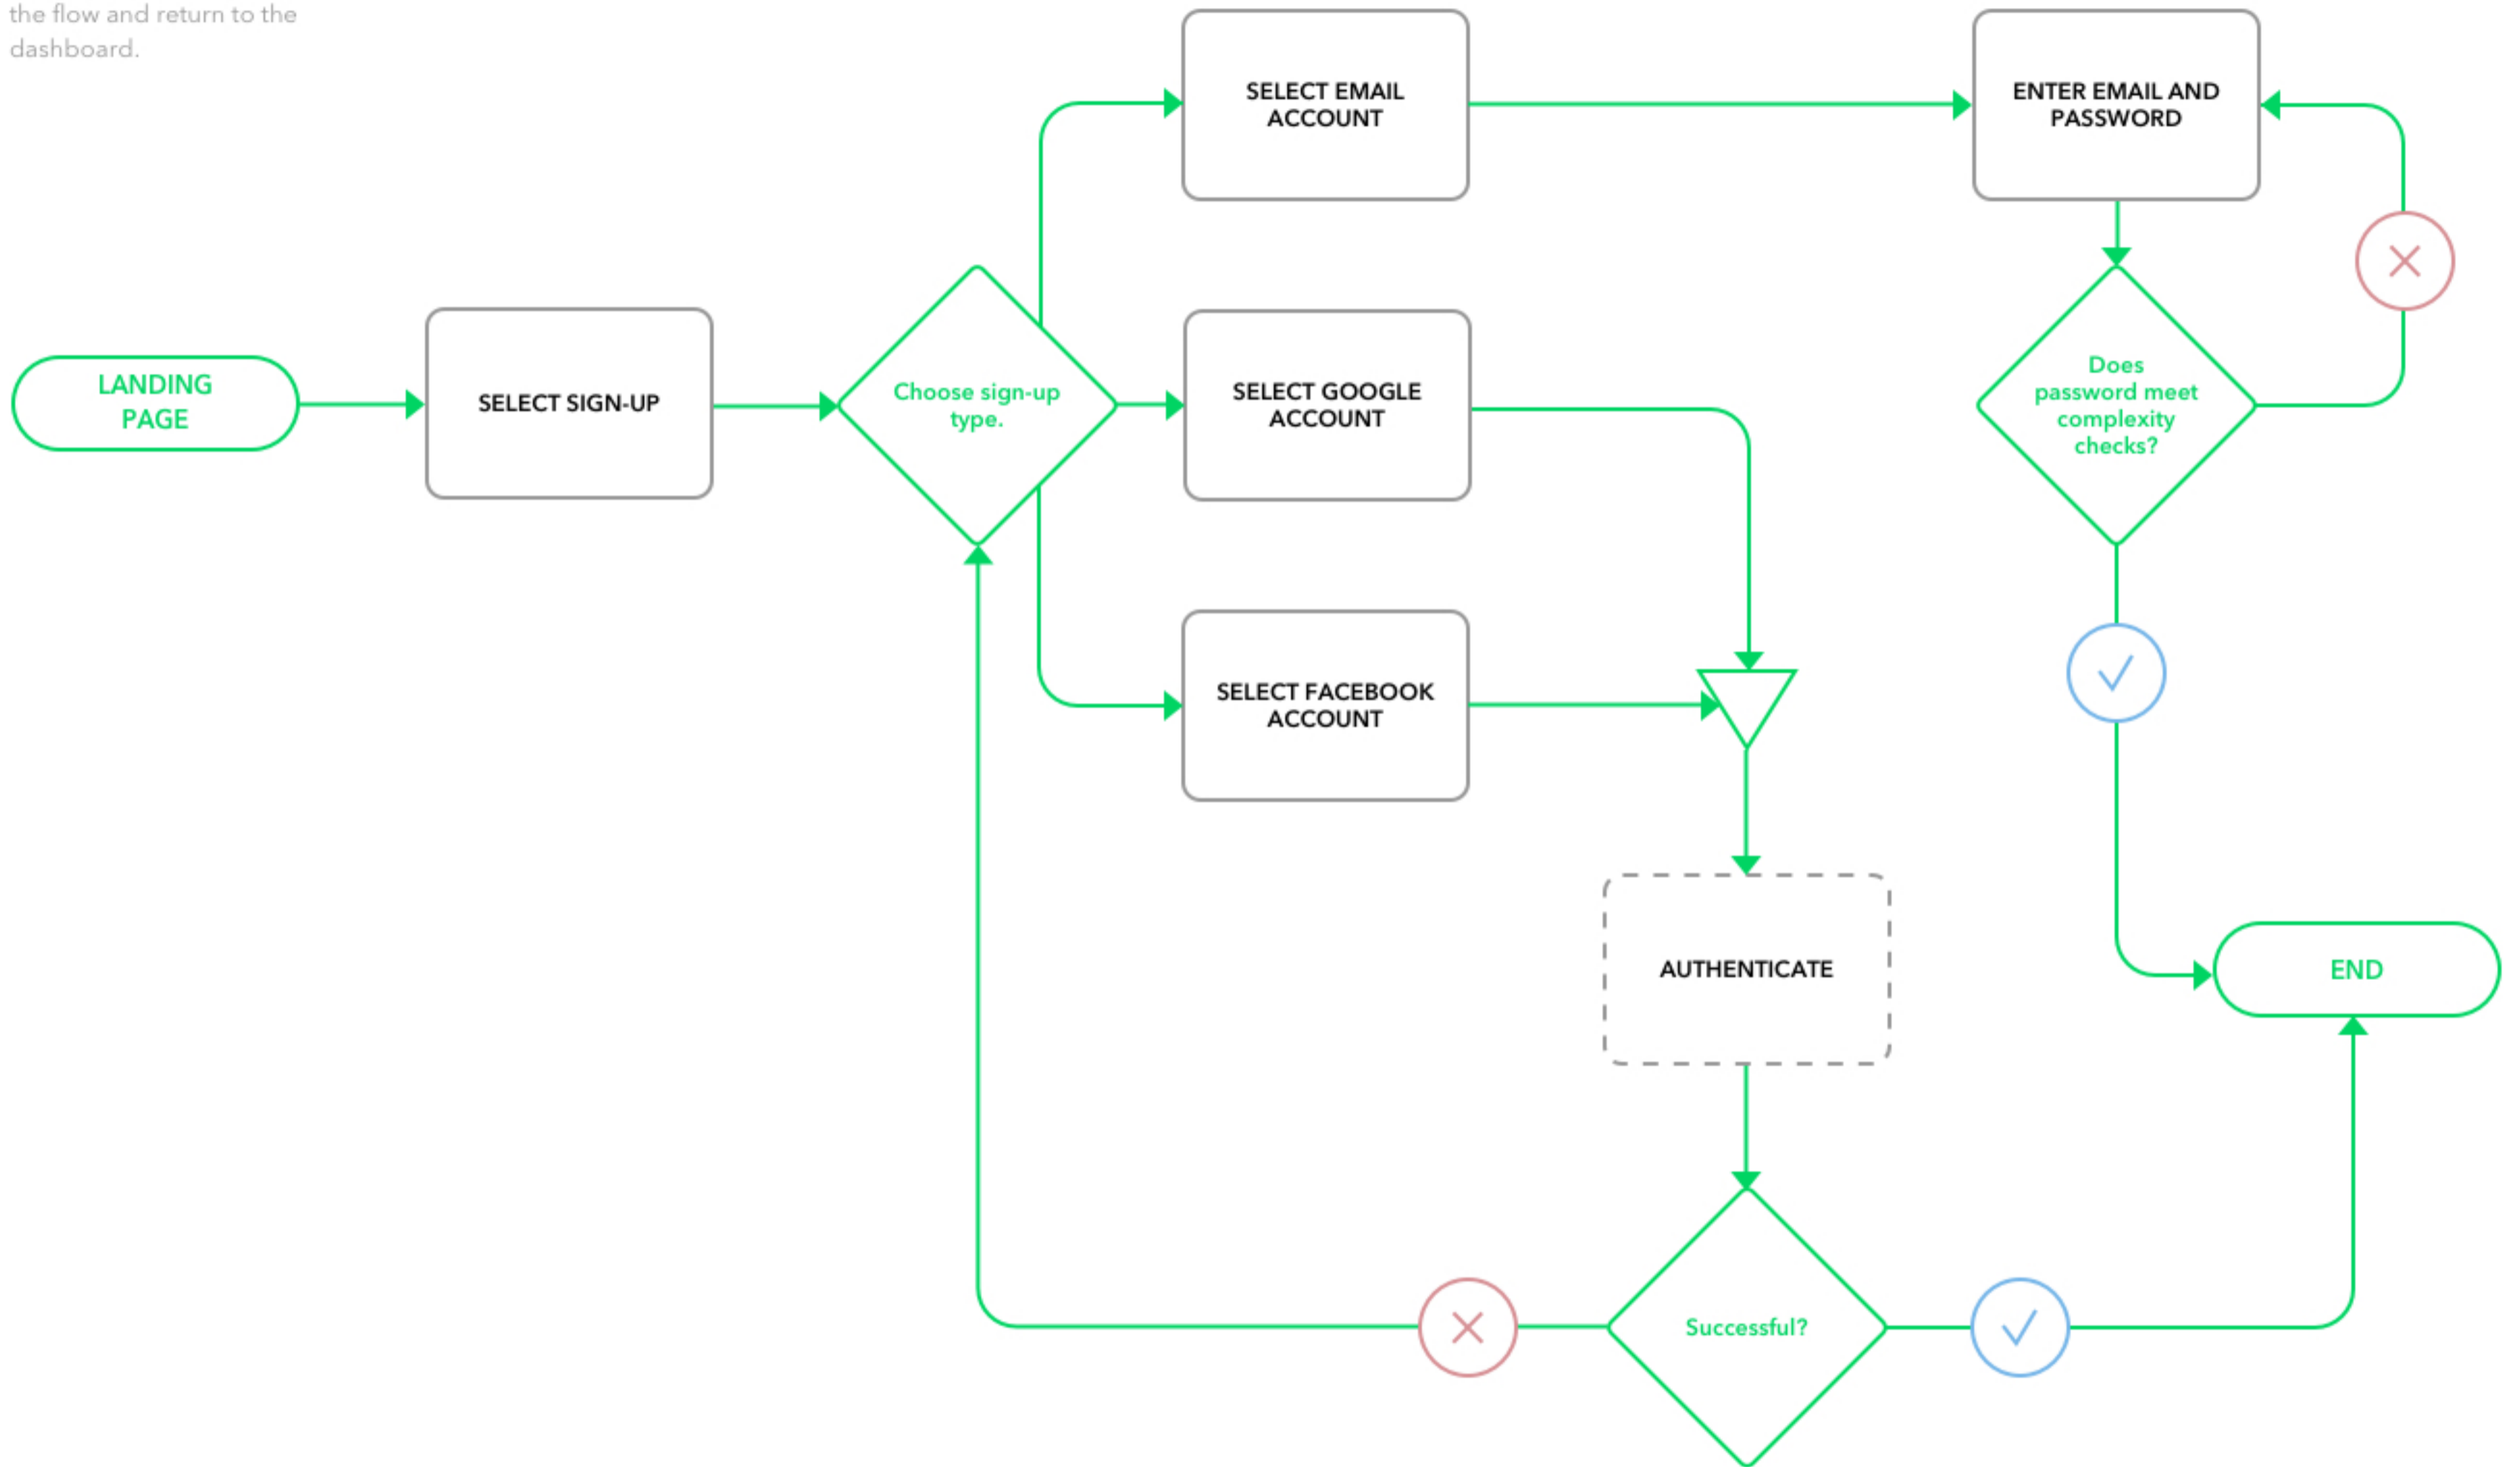 the flow and return to the
dashboard.
SELECT EMAIL
ACCOUNT
ENTER EMAIL AND
PASSWORD
LANDING
PAGE
SELECT SIGN-UP
Choose sign-up
type.
SELECT GOOGLE
ACCOUNT
Does
password meet
complexity
checks?
SELECT FACEBOOK
ACCOUNT
AUTHENTICATE
END
Successful?